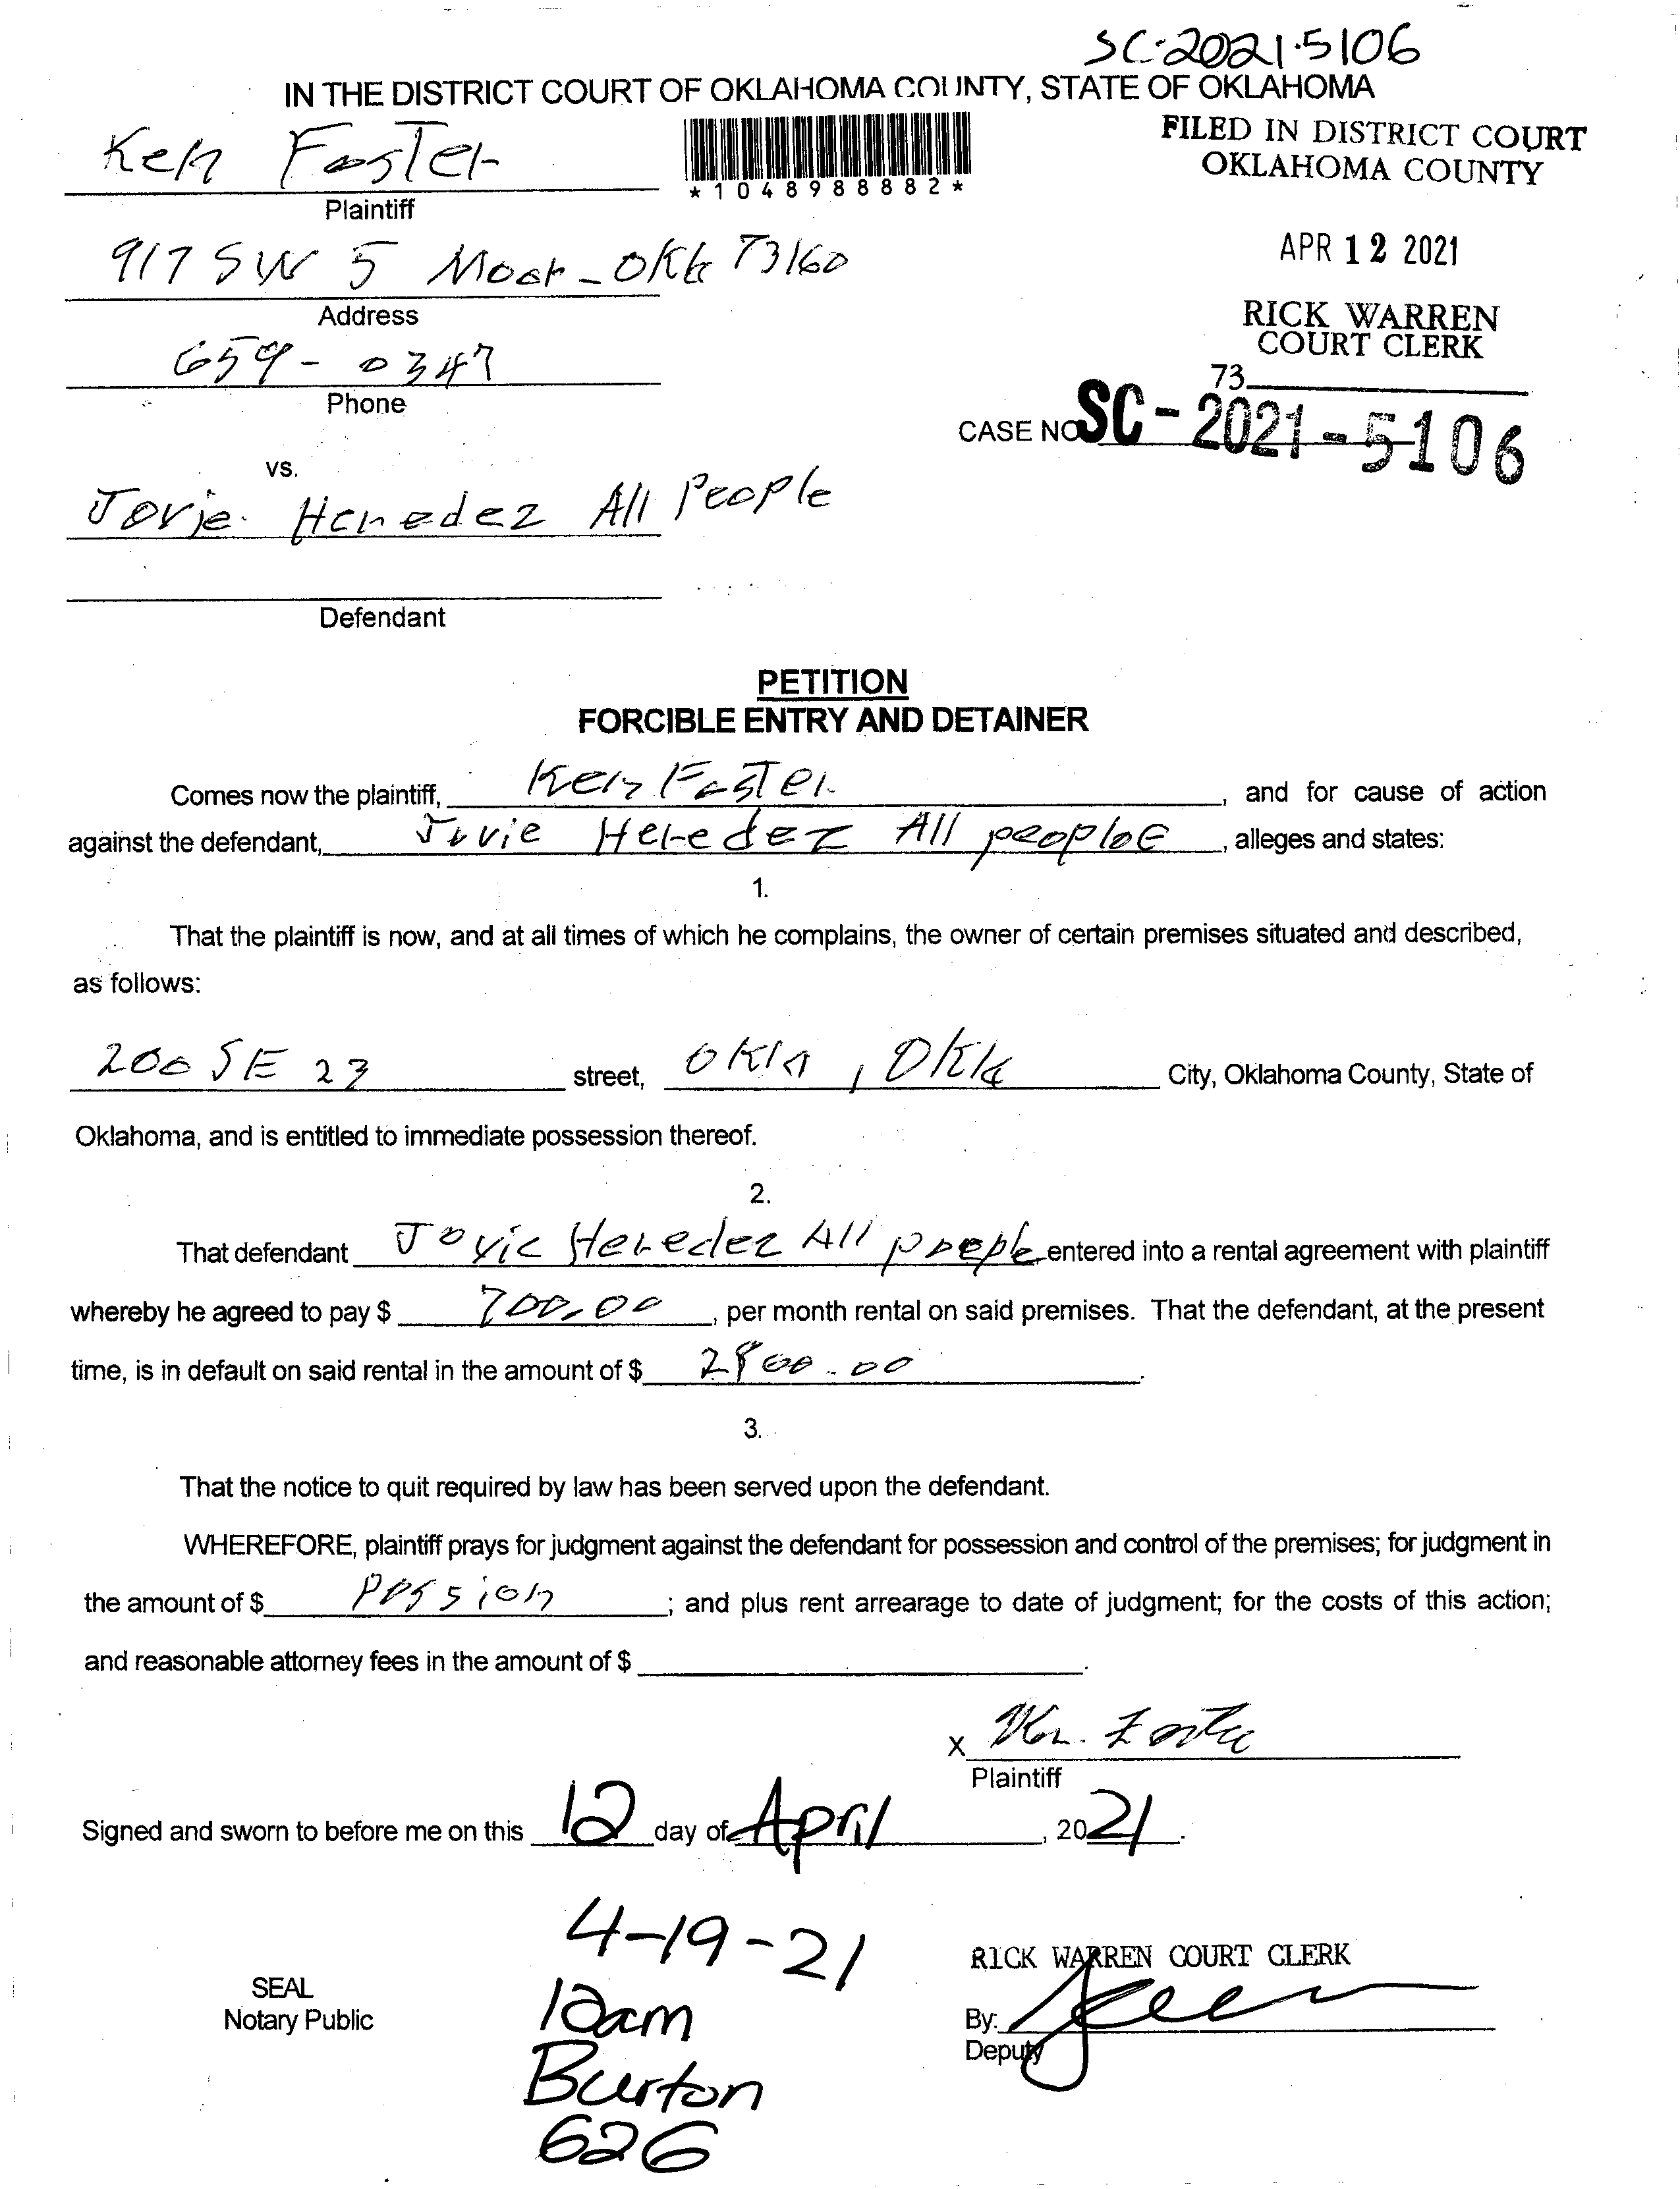 SC-2021-5106
IN THE DISTRICT COURT OF OKLAHOMA COUNTY, STATE OF OKLAHOMA
Ken Foster
Plaintiff
*1048988882*
FILED IN DISTRICT COURT
OKLAHOMA COUNTY
APR 12 2021
RICK WARREN
COURT CLERK
73
917 SW 5 Moor - Okla 73160
Address
659-0347
Phone
CASE NO SC-2021-5106
vs.
All People
Defendant
PETITION
FORCIBLE ENTRY AND DETAINER
Comes now the plaintiff, Ken Foster, and for cause of action
against the defendant, Heredez All people, alleges and states:
1.
That the plaintiff is now, and at all times of which he complains, the owner of certain premises situated and described,
as follows:
200 SE 23 street, Okla, Okla City, Oklahoma County, State of
Oklahoma, and is entitled to immediate possession thereof.
2.
That defendant Heredez All people entered into a rental agreement with plaintiff
whereby he agreed to pay $ 700.00, per month rental on said premises. That the defendant, at the present
time, is in default on said rental in the amount of $ 2800.00.
3.
That the notice to quit required by law has been served upon the defendant.
WHEREFORE, plaintiff prays for judgment against the defendant for possession and control of the premises; for judgment in
the amount of $ Possion; and plus rent arrearage to date of judgment; for the costs of this action;
and reasonable attorney fees in the amount of $
X Ken Foster
Plaintiff
Signed and sworn to before me on this 12 day of April, 2021.
4-19-21
10am
Burton
626
SEAL
Notary Public
RICK WARREN COURT CLERK
By:
Deputy